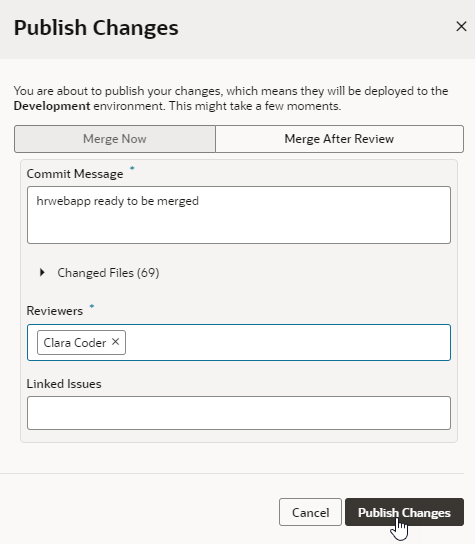 Publish Changes
You are about to publish your changes, which means they will be deployed to the
Development environment. This might take a few moments.
Merge Now
Merge After Review
Commit Message *
hrwebapp ready to be merged
Changed Files (69)
Reviewers *
Clara Coder ×
Linked Issues
Cancel
Publish Changes